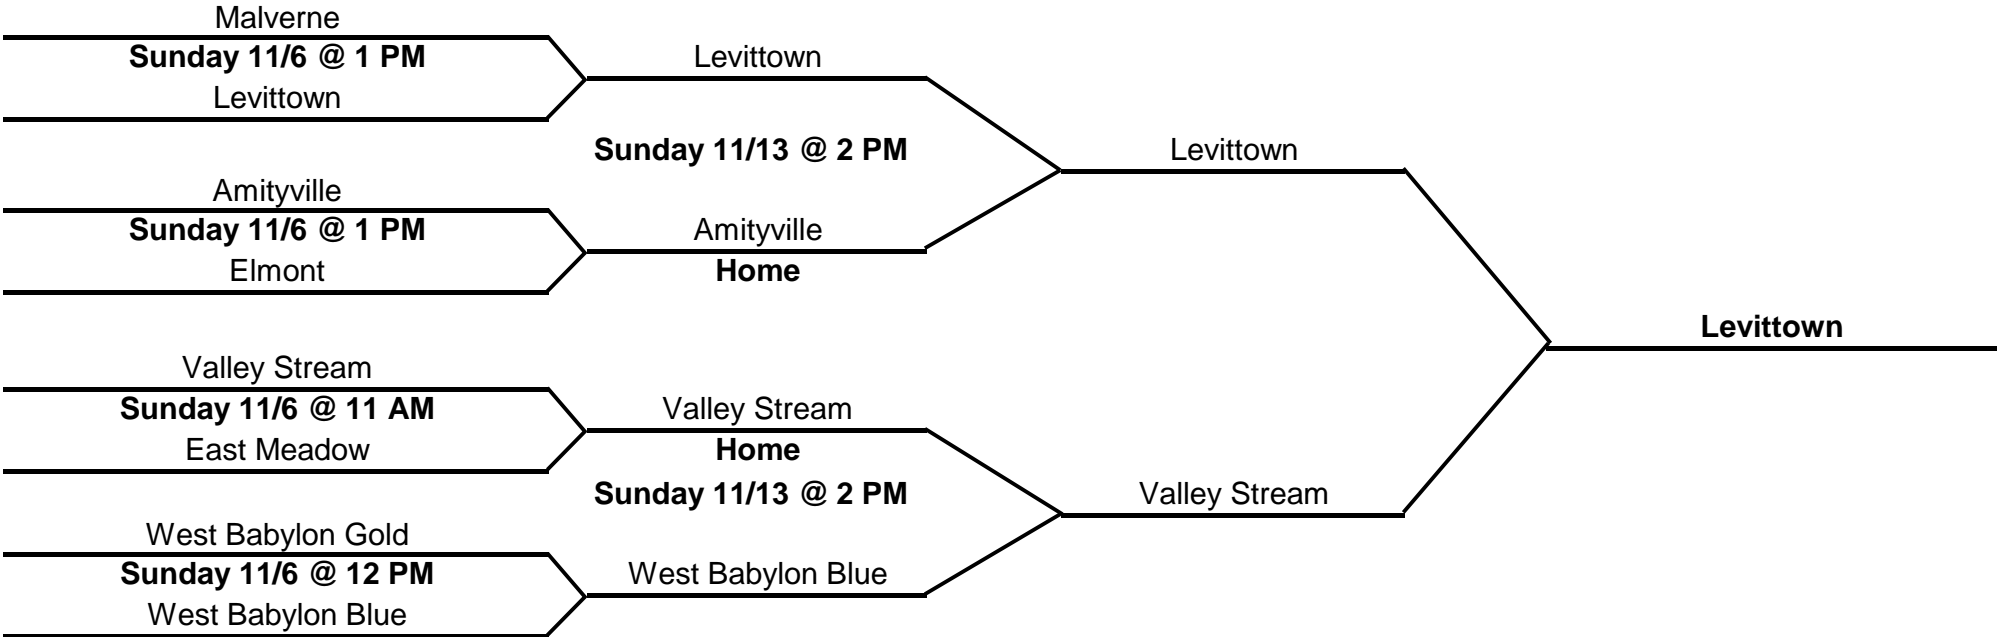 Malverne
Sunday 11/6 @ 1 PM
Levittown
Amityville
Sunday 11/6 @ 1 PM
Elmont
Valley Stream
Sunday 11/6 @ 11 AM
East Meadow
West Babylon Gold
Sunday 11/6 @ 12 PM
West Babylon Blue
Levittown
Sunday 11/13 @ 2 PM
Amityville
Home
Valley Stream
Home
Sunday 11/13 @ 2 PM
West Babylon Blue
Levittown
Valley Stream
Levittown